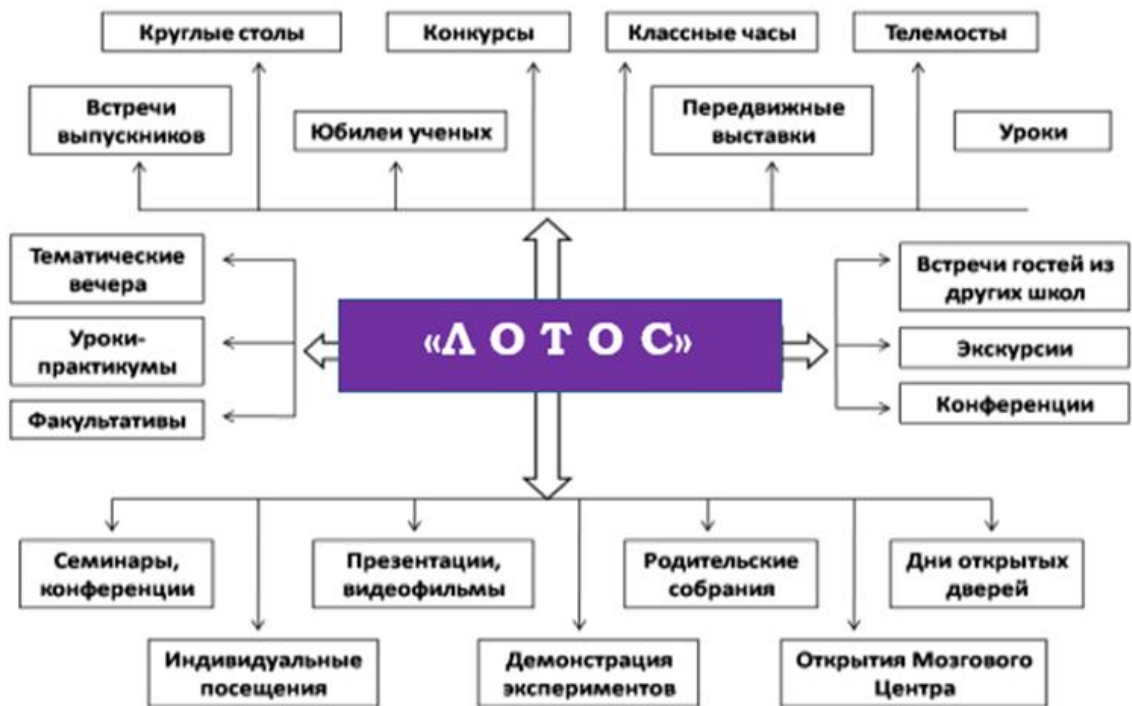 Круглые столы
Конкурсы
Классные часы
Телемосты
Встречи
выпускников
Юбилеи ученых
Передвижные
выставки
Уроки
Тематические
вечера
Уроки-
практикумы
Факультативы
«Л О Т О С»
Встречи гостей из
других школ
Экскурсии
Конференции
Семинары,
конференции
Презентации,
видеофильмы
Родительские
собрания
Дни открытых
дверей
Индивидуальные
посещения
Демонстрация
экспериментов
Открытия Мозгового
Центра